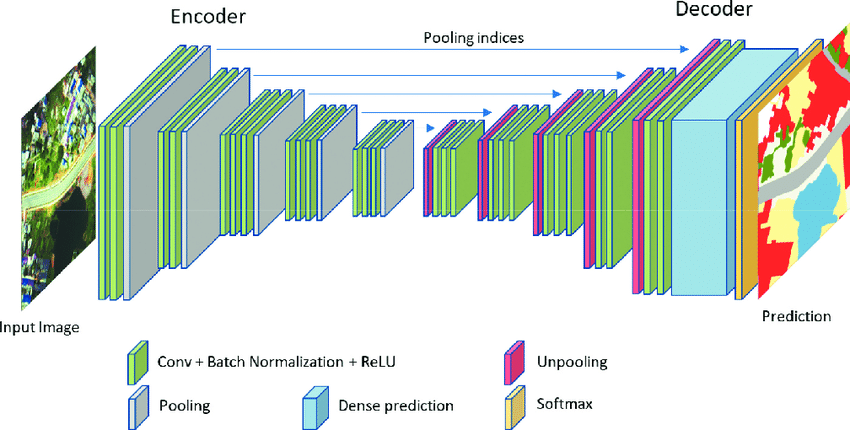 Encoder
Decoder
Pooling indices
Input Image
Prediction
Conv + Batch Normalization + ReLU
Unpooling
Pooling
Dense prediction
Softmax